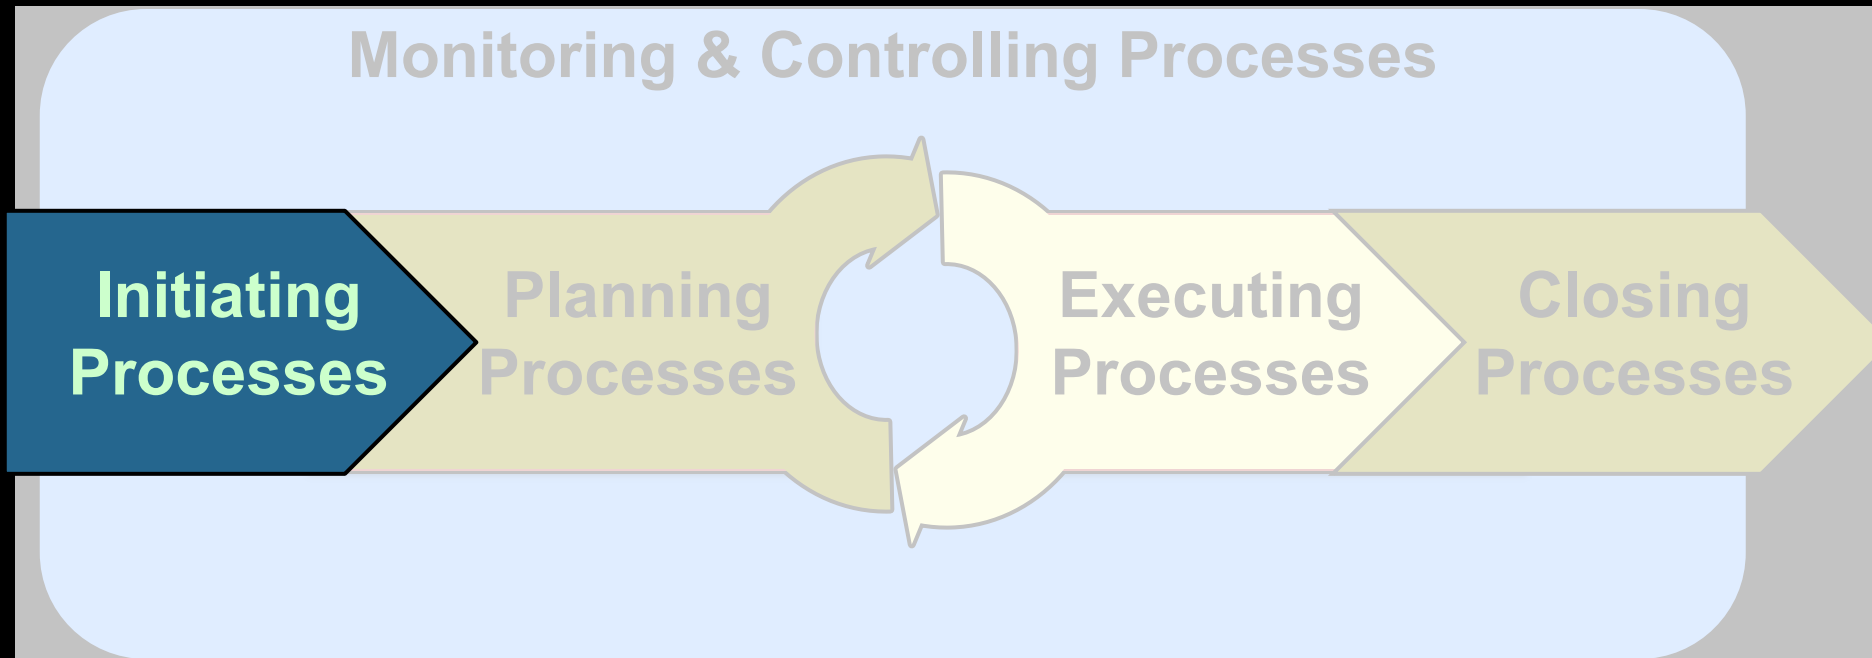 Monitoring & Controlling Processes
Initiating
Processes
Planning
Processes
Executing
Processes
Closing
Processes